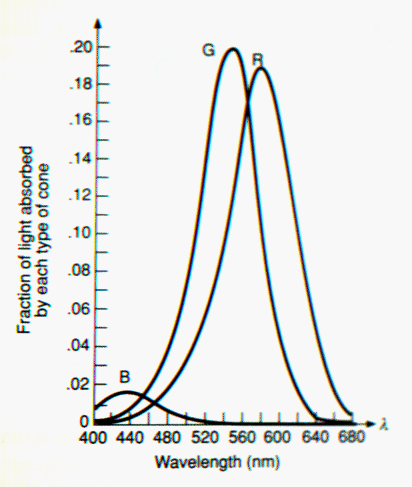 Fraction of light absorbed
by each type of cone
.20
.18
.16
.14
.12
.10
.08
.06
.04
.02
0
G
R
B
400 440 480 520 560 600 640 680
λ
Wavelength (nm)